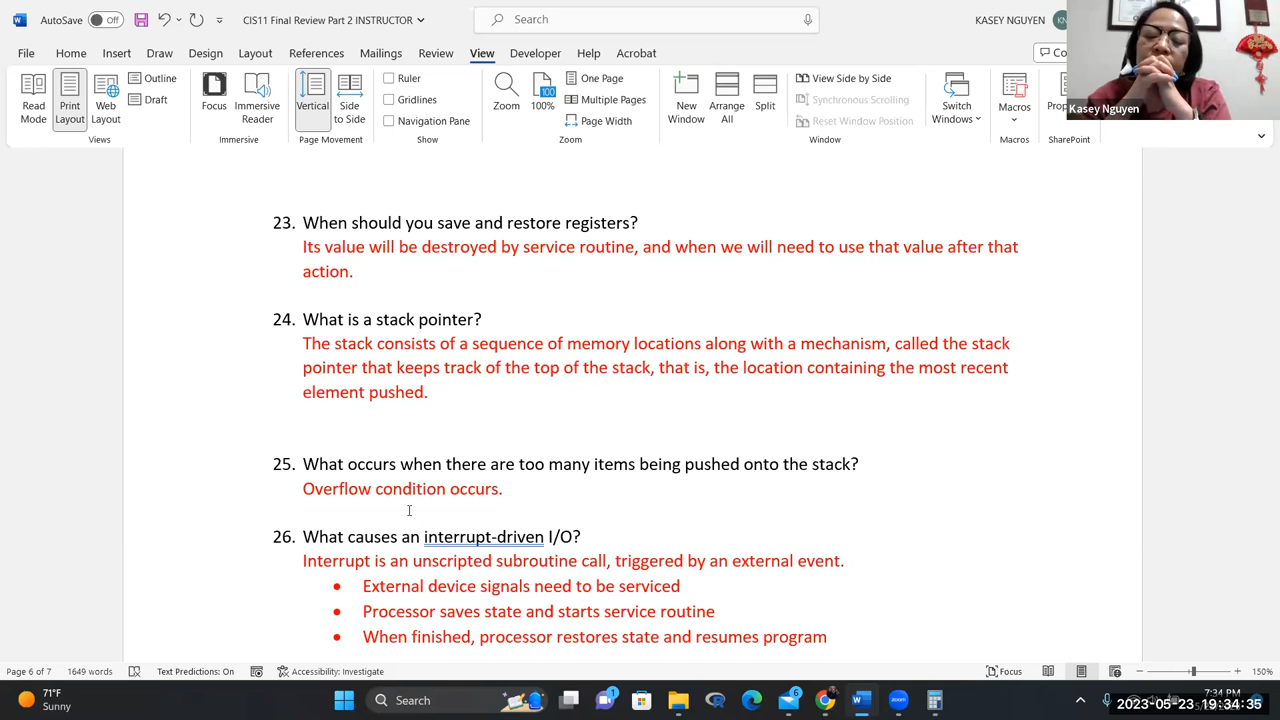 AutoSave Off CIS11 Final Review Part 2 INSTRUCTOR Search KASEY NGUYEN KN
File Home Insert Draw Design Layout References Mailings Review View Developer Help Acrobat
Read Mode
Print Layout
Web Layout
Outline
Draft
Views
Focus
Immersive Reader
Immersive
Vertical
Side to Side
Page Movement
Ruler
Gridlines
Navigation Pane
Show
Zoom
100
100%
One Page
Multiple Pages
Page Width
Zoom
New Window
Arrange All
Split
View Side by Side
Synchronous Scrolling
Reset Window Position
Window
Switch Windows
Macros
Macros
SharePoint
Kasey Nguyen
23. When should you save and restore registers?
Its value will be destroyed by service routine, and when we will need to use that value after that
action.
24. What is a stack pointer?
The stack consists of a sequence of memory locations along with a mechanism, called the stack
pointer that keeps track of the top of the stack, that is, the location containing the most recent
element pushed.
25. What occurs when there are too many items being pushed onto the stack?
Overflow condition occurs.
26. What causes an interrupt-driven I/O?
Interrupt is an unscripted subroutine call, triggered by an external event.
• External device signals need to be serviced
• Processor saves state and starts service routine
• When finished, processor restores state and resumes program
Page 6 of 7 1649 words Text Predictions: On Accessibility: Investigate Focus 150%
71°F
Sunny
Search
zoom
7:34 PM
2023-05-23 19:34:35